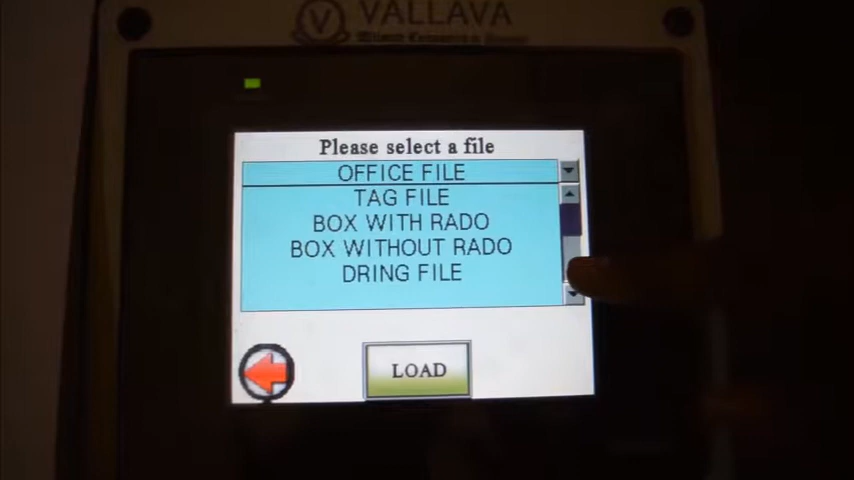 VALLAVA
Please select a file
OFFICE FILE
TAG FILE
BOX WITH RADO
BOX WITHOUT RADO
DRING FILE
LOAD